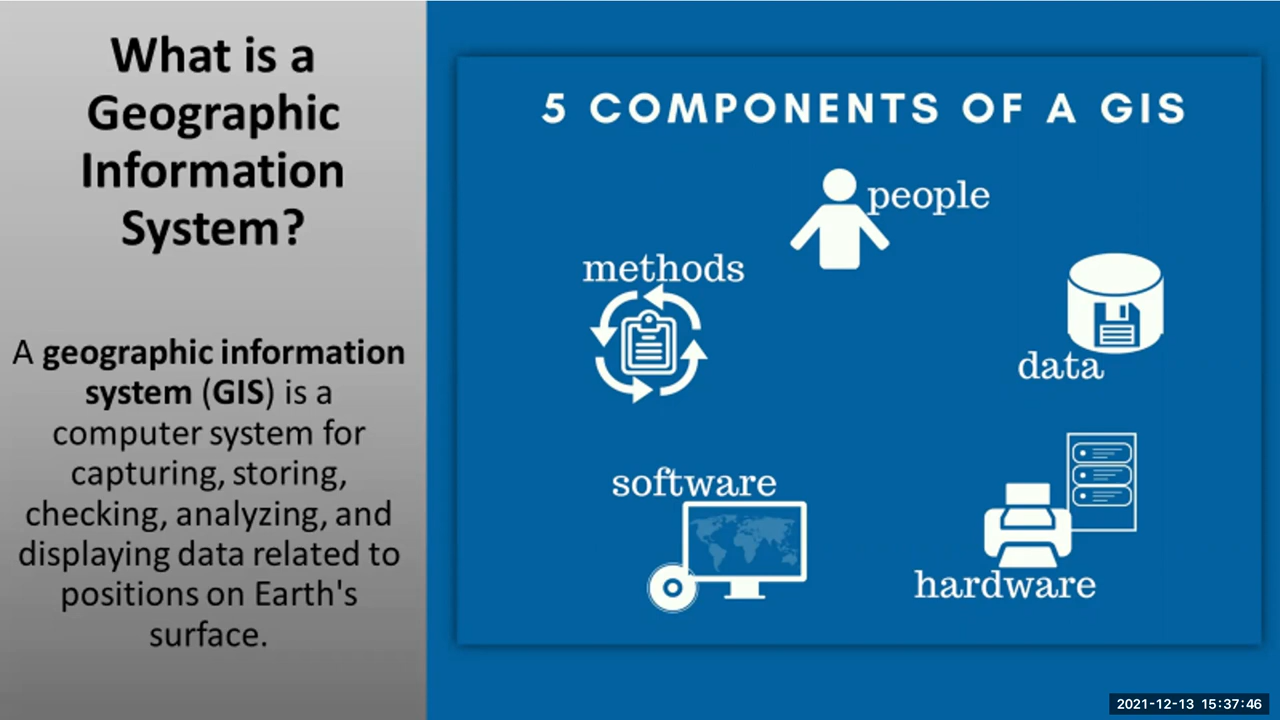 What is a
Geographic
Information
System?
A geographic information
system (GIS) is a
computer system for
capturing, storing,
checking, analyzing, and
displaying data related to
positions on Earth's
surface.
5 COMPONENTS OF A GIS
people
methods
data
software
hardware
2021-12-13 15:37:46